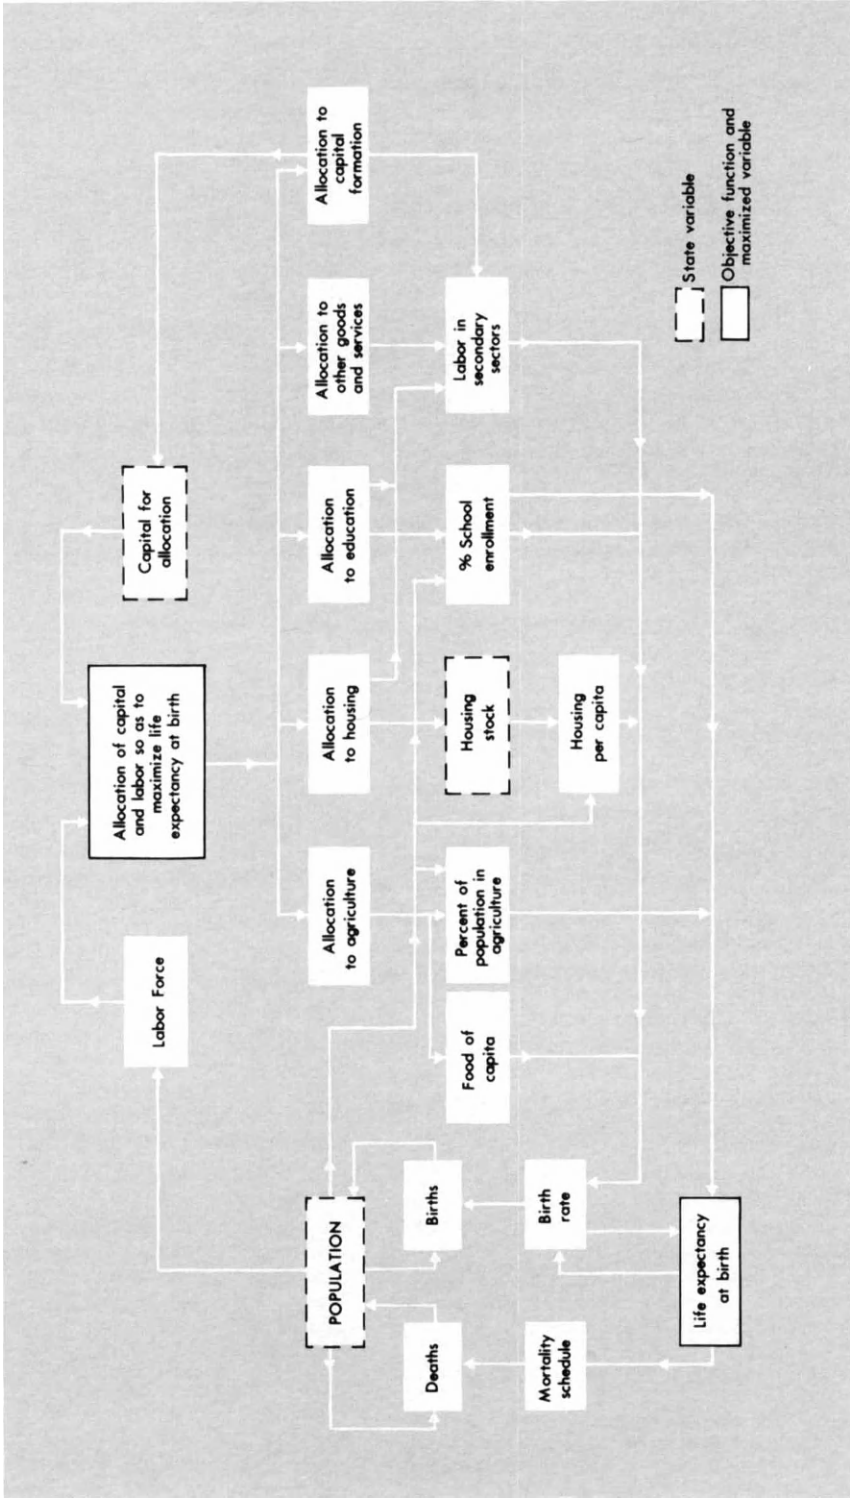 Labor Force
Allocation of capital
and labor so as to
maximize life
expectancy at birth
Capital for
allocation
POPULATION
Allocation
to agriculture
Allocation
to housing
Allocation
to education
Allocation to
other goods
and services
Allocation to
capital
formation
Deaths
Births
Food of
capita
Percent of
population in
agriculture
Housing
stock
% School
enrollment
Labor in
secondary
sectors
Mortality
schedule
Birth
rate
Housing
per capita
Life expectancy
at birth
State variable
Objective function and
maximized variable